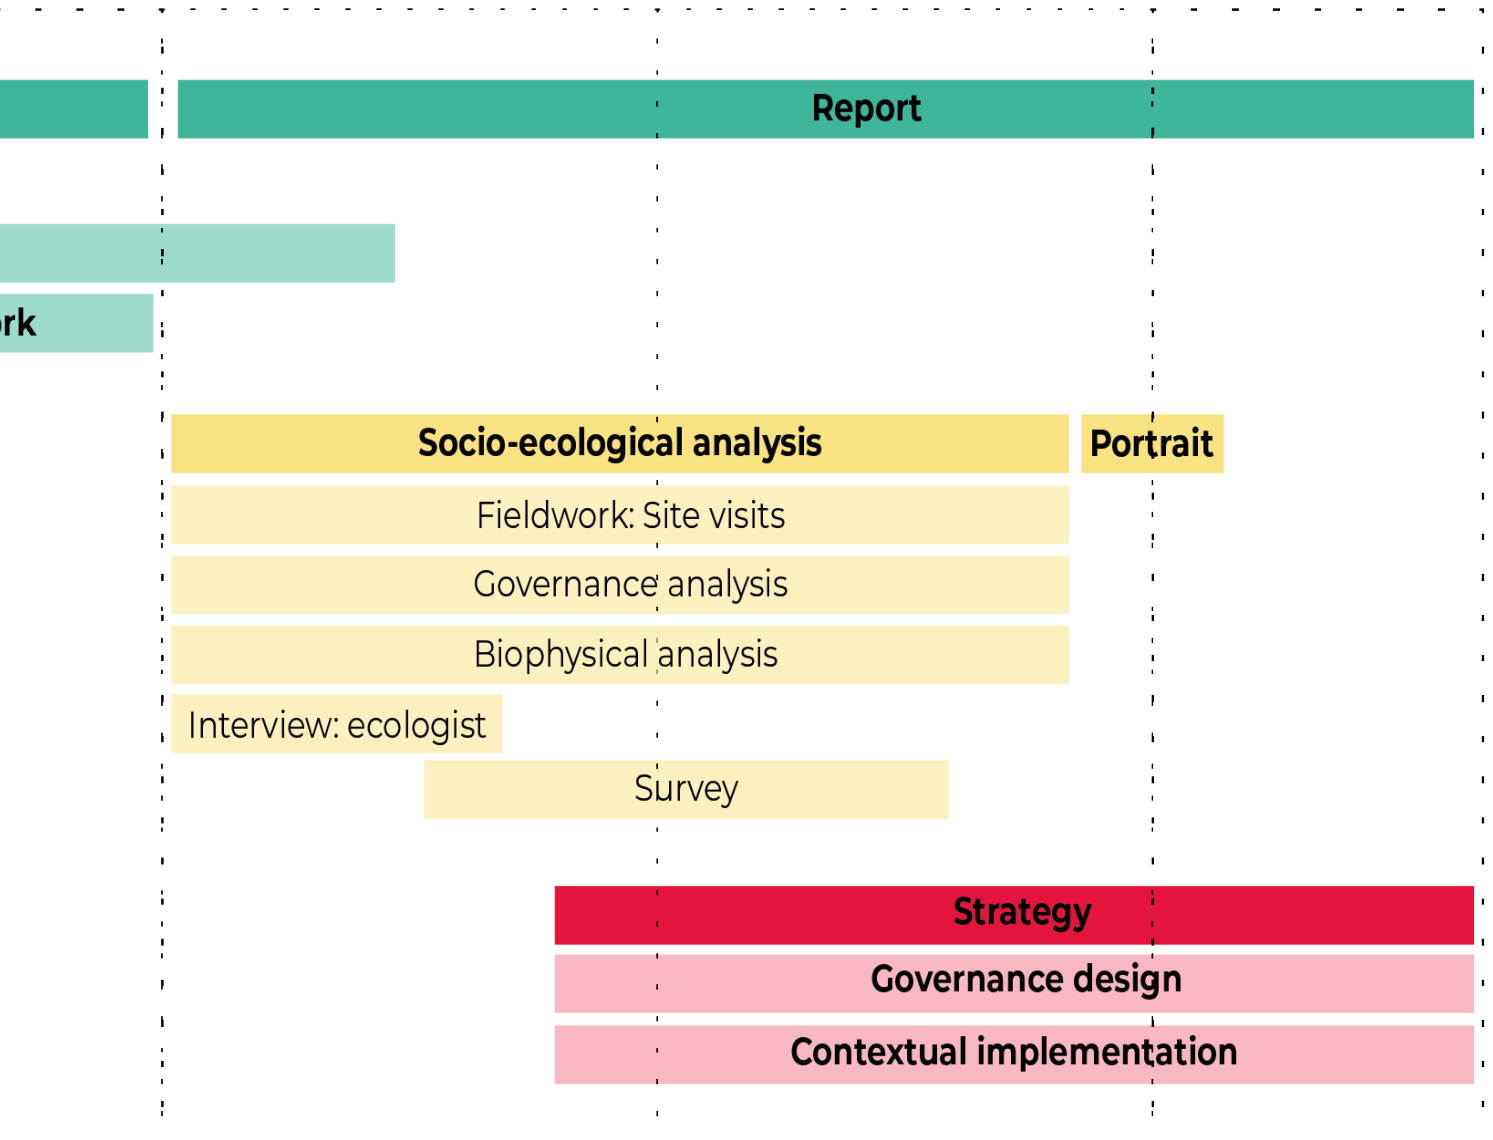 Report
rk
Socio-ecological analysis
Portrait
Fieldwork: Site visits
Governance analysis
Biophysical analysis
Interview: ecologist
Survey
Strategy
Governance design
Contextual implementation